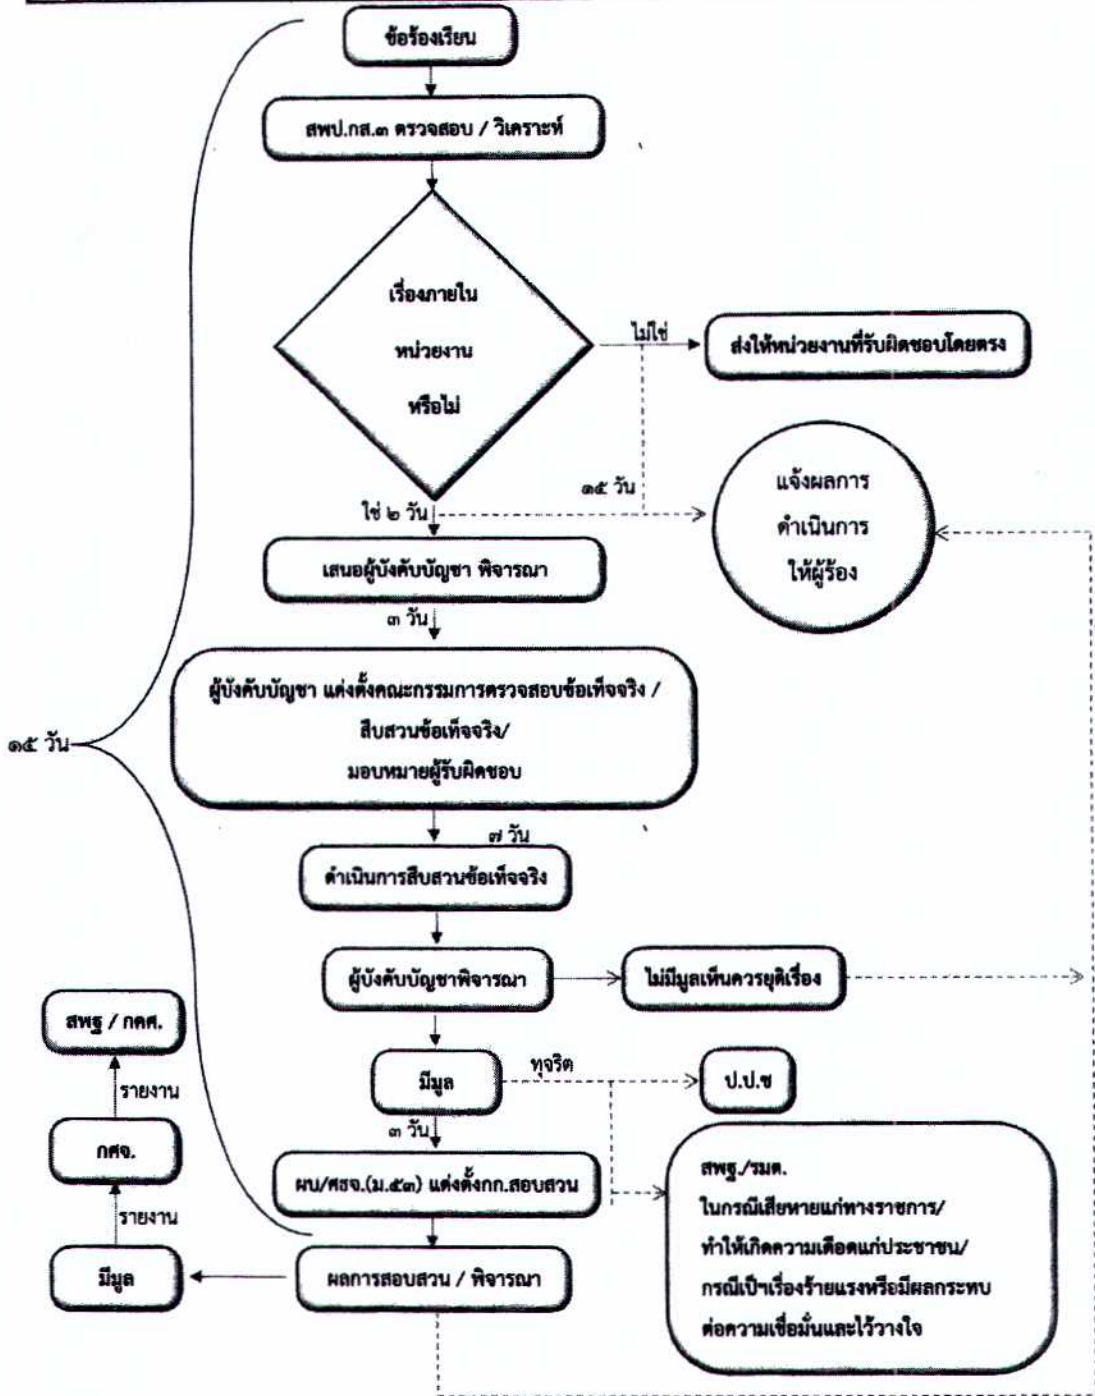 ข้อร้องเรียน
สพป.กส.๓ ตรวจสอบ / วิเคราะห์
เรื่องภายใน
หน่วยงาน
หรือไม่
ไม่ใช่
ส่งให้หน่วยงานที่รับผิดชอบโดยตรง
๑๕ วัน
แจ้งผลการ
ดำเนินการ
ให้ผู้ร้อง
ใช่ ๒ วัน
เสนอผู้บังคับบัญชา พิจารณา
๓ วัน
ผู้บังคับบัญชา แต่งตั้งคณะกรรมการตรวจสอบข้อเท็จจริง /
สืบสวนข้อเท็จจริง/
มอบหมายผู้รับผิดชอบ
๑๕ วัน
๗ วัน
ดำเนินการสืบสวนข้อเท็จจริง
ผู้บังคับบัญชาพิจารณา
ไม่มีมูลเห็นควรยุติเรื่อง
มีมูล
ทุจริต
ป.ป.ช
๓ วัน
ผบ/ศธจ.(ม.๕๓) แต่งตั้งกก.สอบสวน
สพฐ./รมต.
ในกรณีเสียหายแก่ทางราชการ/
ทำให้เกิดความเดือดแก่ประชาชน/
กรณีเป็ฯเรื่องร้ายแรงหรือมีผลกระทบ
ต่อความเชื่อมั่นและไว้วางใจ
ผลการสอบสวน / พิจารณา
มีมูล
รายงาน
กศจ.
รายงาน
สพฐ / กคศ.